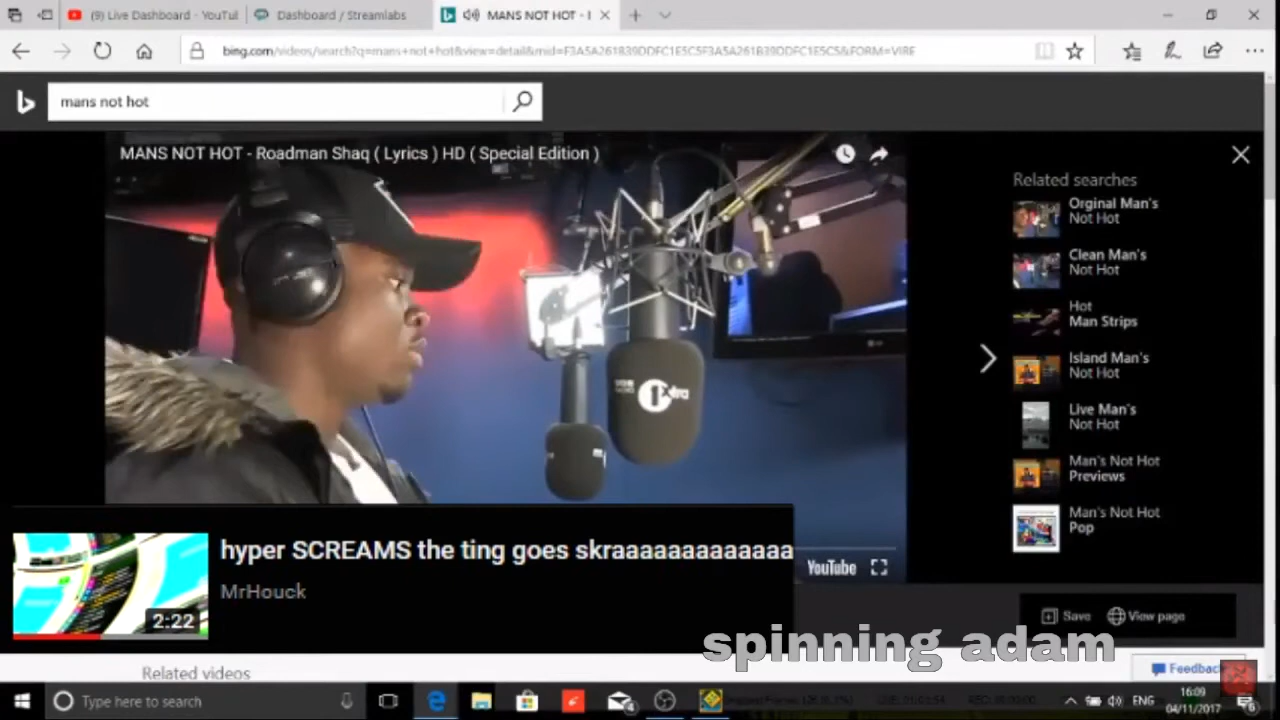 (9) Live Dashboard - YouTul
Dashboard / Streamlabs
MANS NOT HOT - I
bing.com/videos/search?q=mans+not+hot&view=detail&mid=F3A5A261B39DDFC1E5C5F3A5A261B39DDFC1E5C5&FORM=VIRE
mans not hot
MANS NOT HOT - Roadman Shaq ( Lyrics ) HD ( Special Edition )
Related searches
Orginal Man's
Not Hot
Clean Man's
Not Hot
Hot
Man Strips
Island Man's
Not Hot
Live Man's
Not Hot
Man's Not Hot
Previews
Man's Not Hot
Pop
1Xtra
hyper SCREAMS the ting goes skraaaaaaaaaaaaa
MrHouck
2:22
YouTube
Save
View page
spinning adam
Related videos
Feedback
Type here to search
ENG
16:09
04/11/2017